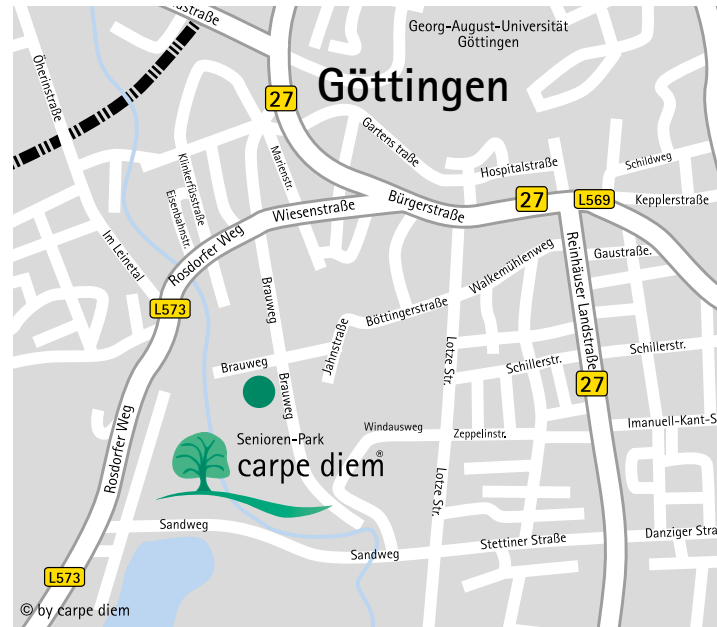 Georg-August-Universität
Göttingen
Göttingen
27
Öherinstraße
Gartens traße
Klinkerfüsstraße
Eisenbahnstr.
Marienstr.
Hospitalstraße
Schildweg
27
L569
Kepplerstraße
Bürgerstraße
Wiesenstraße
Rosdorfer Weg
Im Leinetal
L573
Walkemühlenweg
Gaustraße.
Reinhäuser Landstraße
Böttingerstraße
Brauweg
Jahnstraße
Lotze Str.
Schillerstr.
Schillerstr.
Brauweg
Brauweg
27
Windausweg
Zeppelinstr.
Imanuell-Kant-S
Senioren-Park
carpe diem®
Rosdorfer Weg
Lotze Str.
Sandweg
Sandweg
Stettiner Straße
Danziger Stra
L573
© by carpe diem